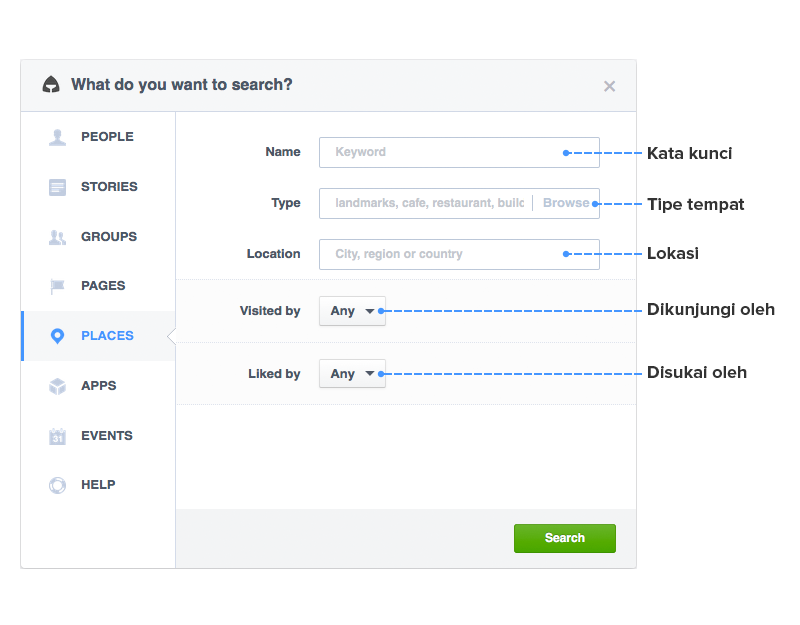 What do you want to search?
PEOPLE
STORIES
GROUPS
PAGES
PLACES
APPS
31
EVENTS
HELP
Name Keyword Kata kunci
Type landmarks, cafe, restaurant, builc Browse Tipe tempat
Location City, region or country Lokasi
Visited by Any Dikunjungi oleh
Liked by Any Disukai oleh
Search